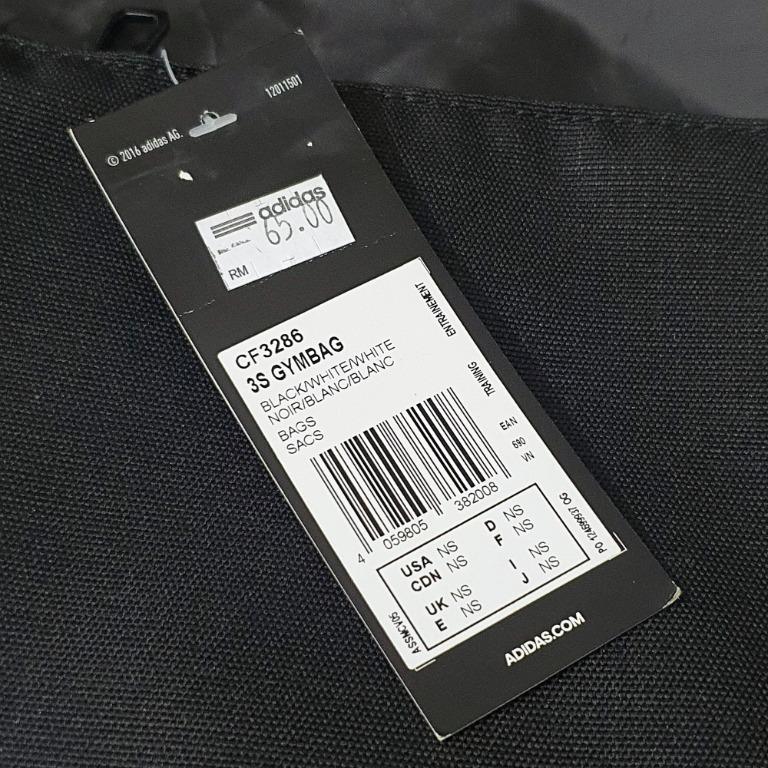 © 2016 adidas AG.
12011501
adidas
65.00
RM
CF3286
3S GYMBAG
BLACK/WHITE/WHITE
NOIR/BLANC/BLANC
BAGS
SACS
TRAINING ENTRAINEMENT
EAN
690
VN
4 059805 382008
USA NS D NS
CDN NS F NS
UK NS I NS
E NS J NS
ASSMCV05
ADIDAS.COM